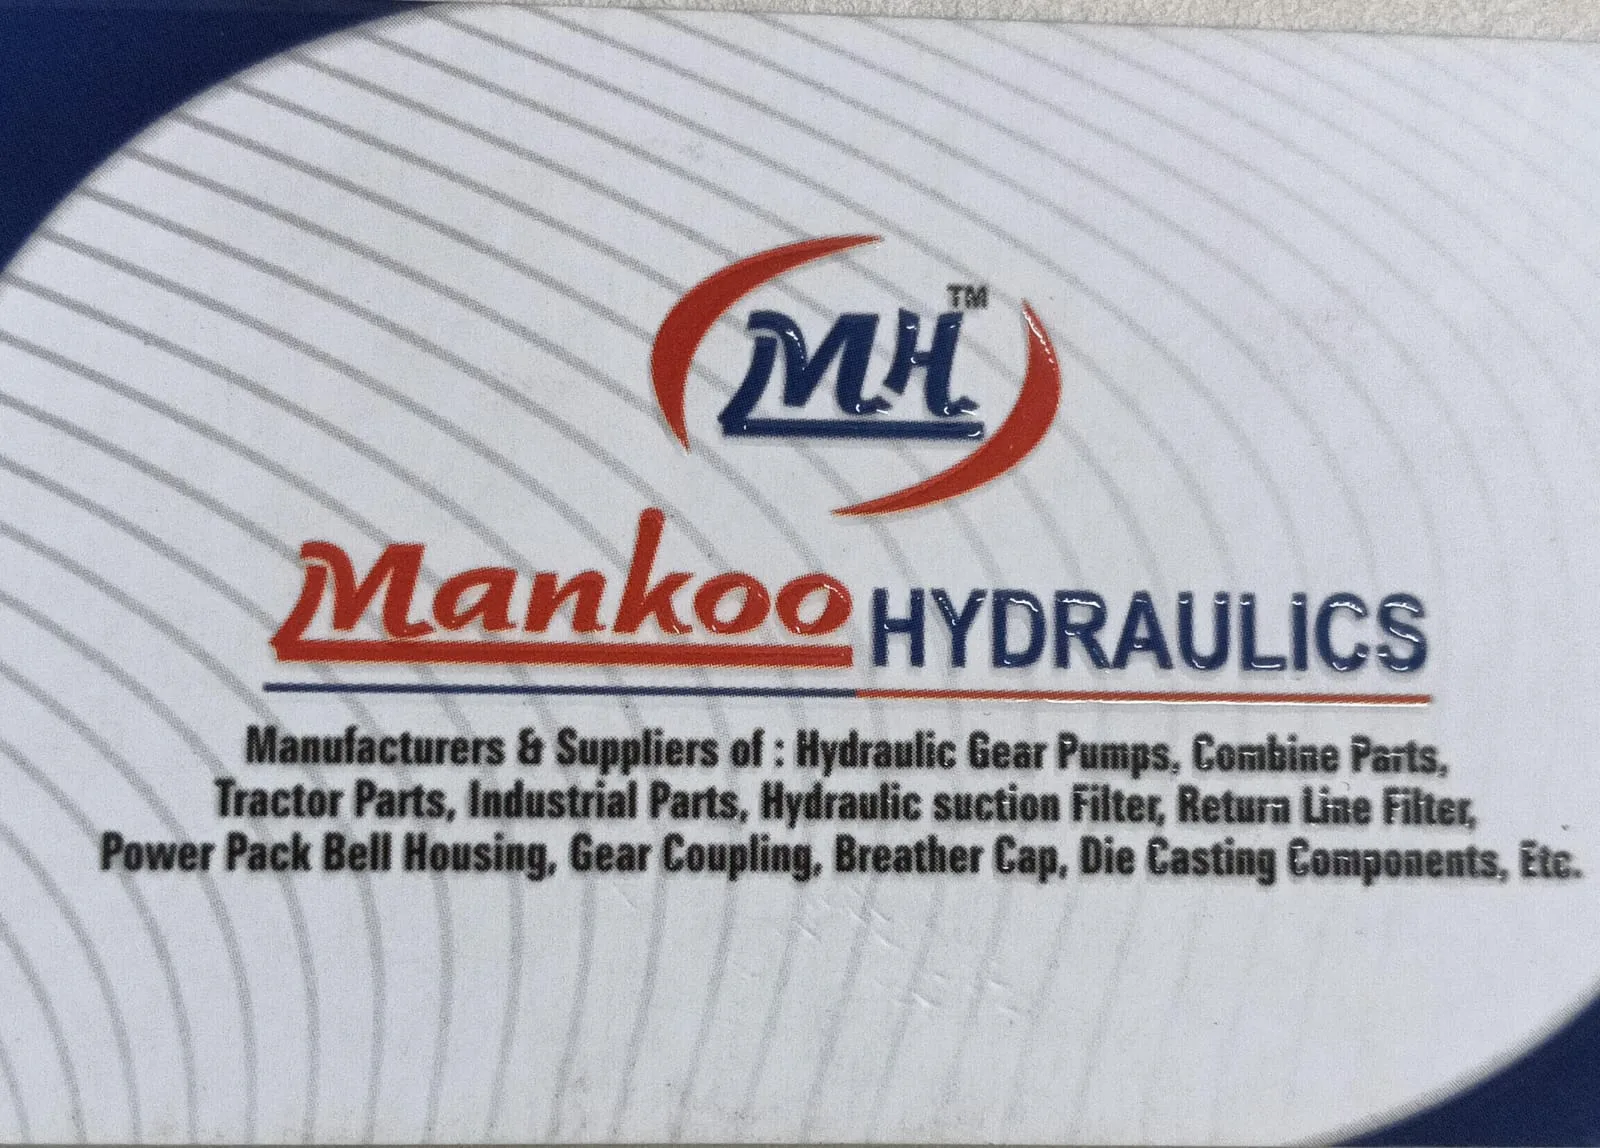 MH TM
Mankoo HYDRAULICS
Manufacturers & Suppliers of : Hydraulic Gear Pumps, Combine Parts,
Tractor Parts, Industrial Parts, Hydraulic suction Filter, Return Line Filter,
Power Pack Bell Housing, Gear Coupling, Breather Cap, Die Casting Components, Etc.